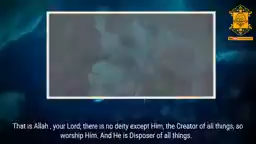 That is Allah , your Lord; there is no deity except Him, the Creator of all things, so
worship Him. And He is Disposer of all things.